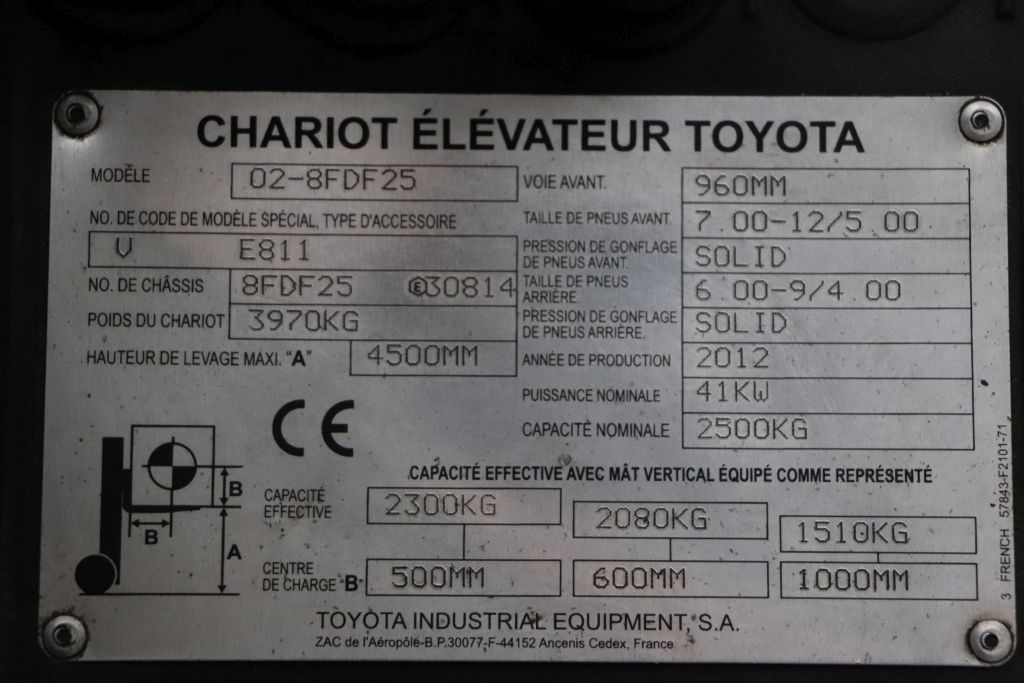 CHARIOT ÉLÉVATEUR TOYOTA
MODÈLE 02-8FDF25
NO. DE CODE DE MODÈLE SPÉCIAL, TYPE D'ACCESSOIRE
V E811
NO. DE CHÂSSIS 8FDF25 E30814
POIDS DU CHARIOT 3970KG
HAUTEUR DE LEVAGE MAXI. "A" 4500MM
VOIE AVANT. 960MM
TAILLE DE PNEUS AVANT. 7.00-12/5.00
PRESSION DE GONFLAGE
DE PNEUS AVANT. SOLID
TAILLE DE PNEUS
ARRIÈRE. 6.00-9/4.00
PRESSION DE GONFLAGE
DE PNEUS ARRIÈRE. SOLID
ANNÉE DE PRODUCTION 2012
PUISSANCE NOMINALE 41KW
CAPACITÉ NOMINALE 2500KG
CE
CAPACITÉ EFFECTIVE AVEC MÂT VERTICAL ÉQUIPÉ COMME REPRÉSENTÉ
B
B
A
CAPACITÉ
EFFECTIVE 2300KG 2080KG 1510KG
CENTRE
DE CHARGE "B" 500MM 600MM 1000MM
TOYOTA INDUSTRIAL EQUIPMENT, S.A.
ZAC de l'Aéropôle-B.P.30077-F-44152 Ancenis Cedex, France
3 FRENCH 57843-F2101-71